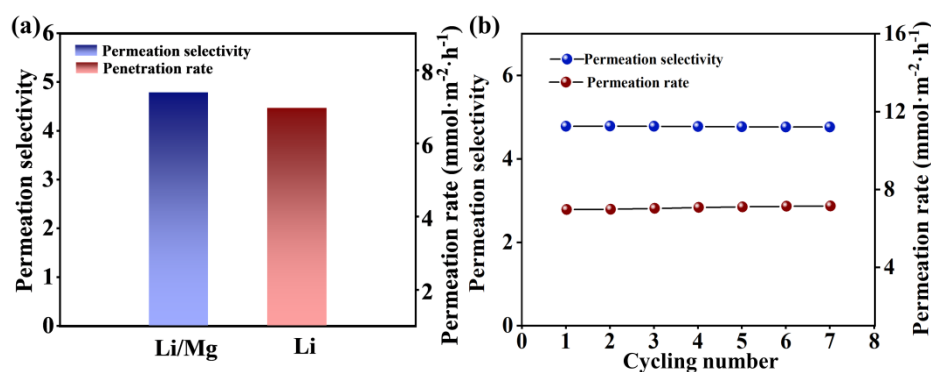 (a)
Permeation selectivity
6
5
4
3
2
1
0
Permeation selectivity
Penetration rate
Li/Mg
Li
8
6
4
2
Permeation rate (mmol·m⁻²·h⁻¹)
(b)
Permeation selectivity
6
4
2
0
Permeation selectivity
Permeation rate
0 1 2 3 4 5 6 7 8
Cycling number
16
12
8
4
Permeation rate (mmol·m⁻²·h⁻¹)